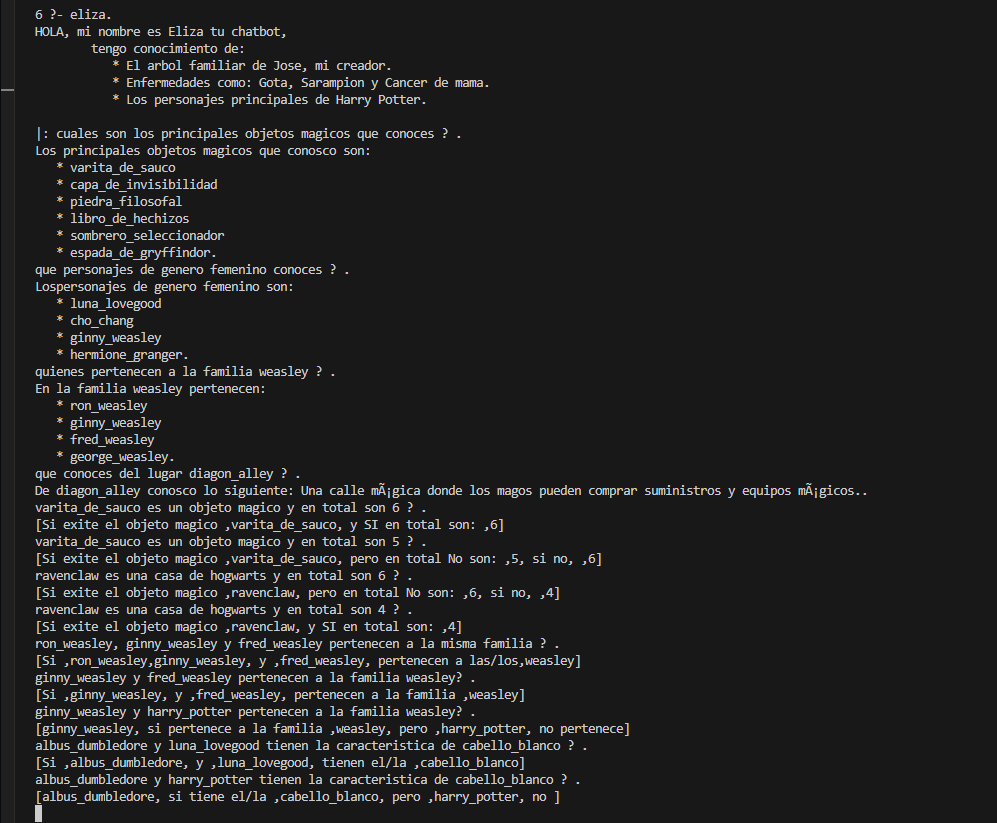 6 ?- eliza.
HOLA, mi nombre es Eliza tu chatbot,
tengo conocimiento de:
* El arbol familiar de Jose, mi creador.
* Enfermedades como: Gota, Sarampion y Cancer de mama.
* Los personajes principales de Harry Potter.
|: cuales son los principales objetos magicos que conoces ? .
Los principales objetos magicos que conosco son:
* varita_de_sauco
* capa_de_invisibilidad
* piedra_filosofal
* libro_de_hechizos
* sombrero_seleccionador
* espada_de_gryffindor.
que personajes de genero femenino conoces ? .
Lospersonajes de genero femenino son:
* luna_lovegood
* cho_chang
* ginny_weasley
* hermione_granger.
quienes pertenecen a la familia weasley ? .
En la familia weasley pertenecen:
* ron_weasley
* ginny_weasley
* fred_weasley
* george_weasley.
que conoces del lugar diagon_alley ? .
De diagon_alley conosco lo siguiente: Una calle mÃ¡gica donde los magos pueden comprar suministros y equipos mÃ¡gicos..
varita_de_sauco es un objeto magico y en total son 6 ? .
[Si exite el objeto magico ,varita_de_sauco, y SI en total son: ,6]
varita_de_sauco es un objeto magico y en total son 5 ? .
[Si exite el objeto magico ,varita_de_sauco, pero en total No son: ,5, si no, ,6]
ravenclaw es una casa de hogwarts y en total son 6 ? .
[Si exite el objeto magico ,ravenclaw, pero en total No son: ,6, si no, ,4]
ravenclaw es una casa de hogwarts y en total son 4 ? .
[Si exite el objeto magico ,ravenclaw, y SI en total son: ,4]
ron_weasley, ginny_weasley y fred_weasley pertenecen a la misma familia ? .
[Si ,ron_weasley,ginny_weasley, y ,fred_weasley, pertenecen a las/los,weasley]
ginny_weasley y fred_weasley pertenecen a la familia weasley? .
[Si ,ginny_weasley, y ,fred_weasley, pertenecen a la familia ,weasley]
ginny_weasley y harry_potter pertenecen a la familia weasley? .
[ginny_weasley, si pertenece a la familia ,weasley, pero ,harry_potter, no pertenece]
albus_dumbledore y luna_lovegood tienen la caracteristica de cabello_blanco ? .
[Si ,albus_dumbledore, y ,luna_lovegood, tienen el/la ,cabello_blanco]
albus_dumbledore y harry_potter tienen la caracteristica de cabello_blanco ? .
[albus_dumbledore, si tiene el/la ,cabello_blanco, pero ,harry_potter, no ]